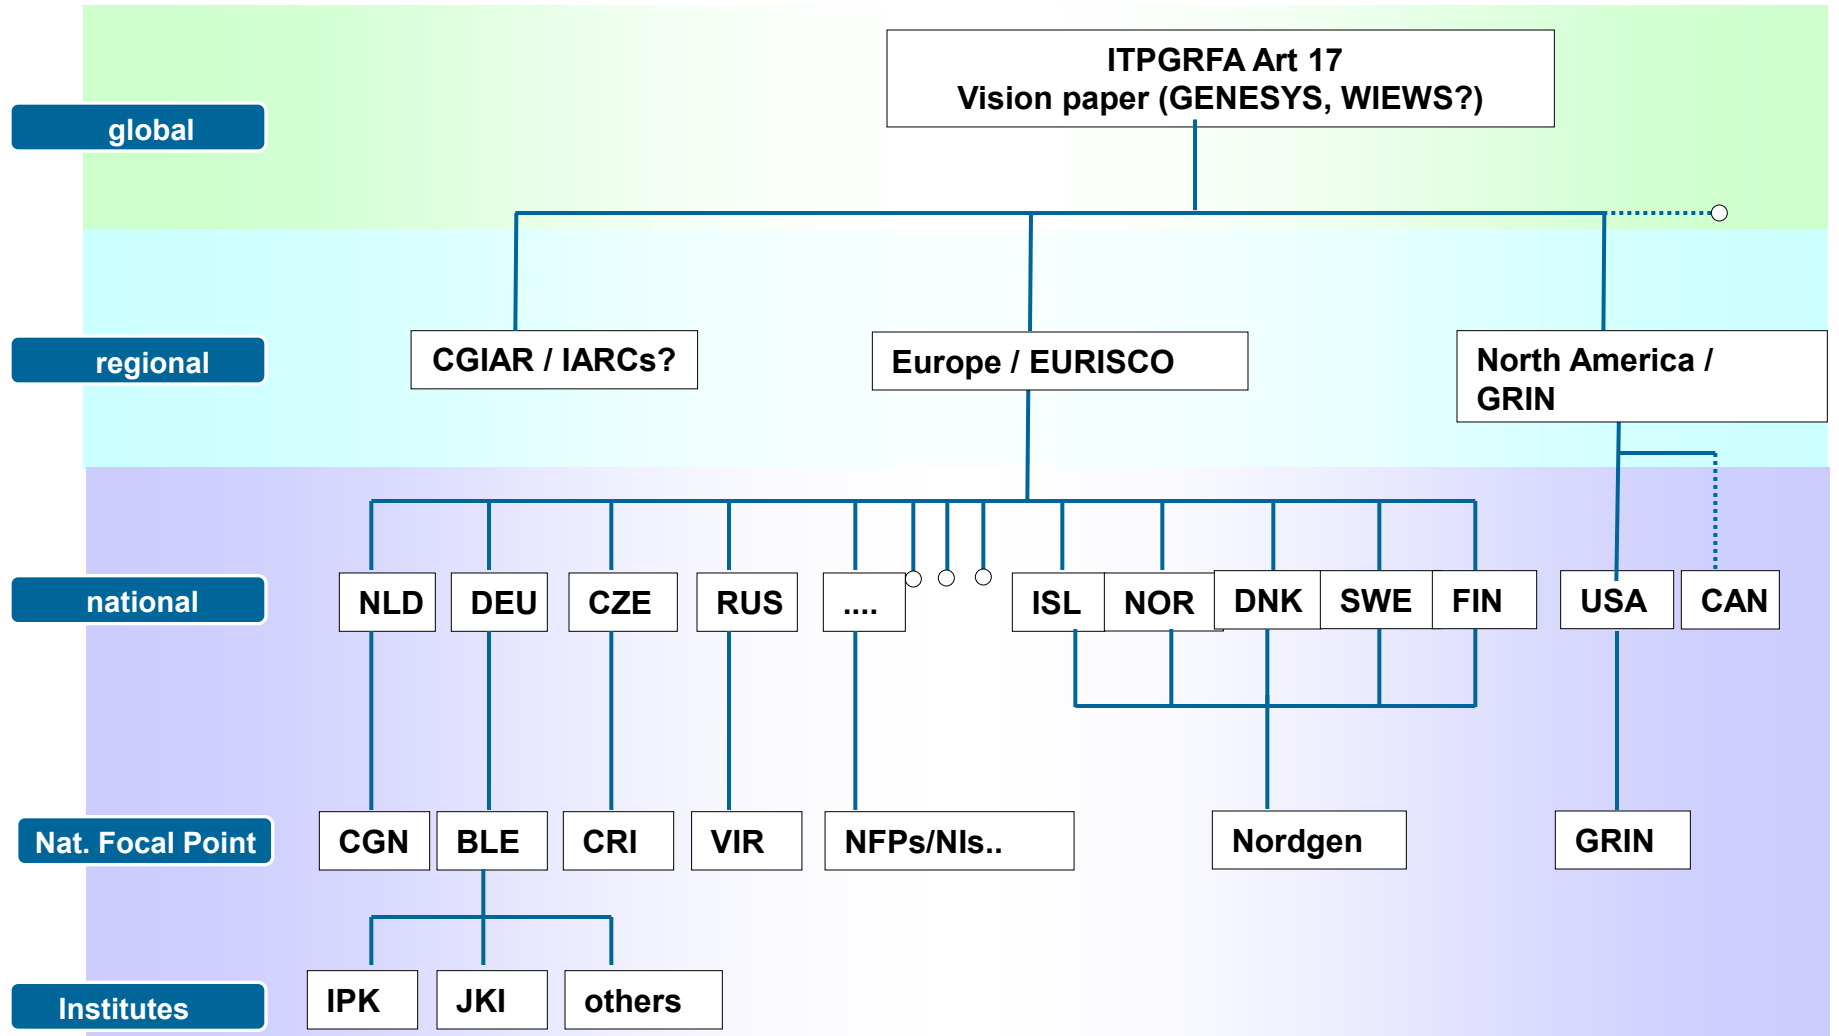 ITPGRFA Art 17
Vision paper (GENESYS, WIEWS?)
global
regional
CGIAR / IARCs?
Europe / EURISCO
North America /
GRIN
national
NLD
DEU
CZE
RUS
....
ISL
NOR
DNK
SWE
FIN
USA
CAN
Nat. Focal Point
CGN
BLE
CRI
VIR
NFPs/NIs..
Nordgen
GRIN
Institutes
IPK
JKI
others